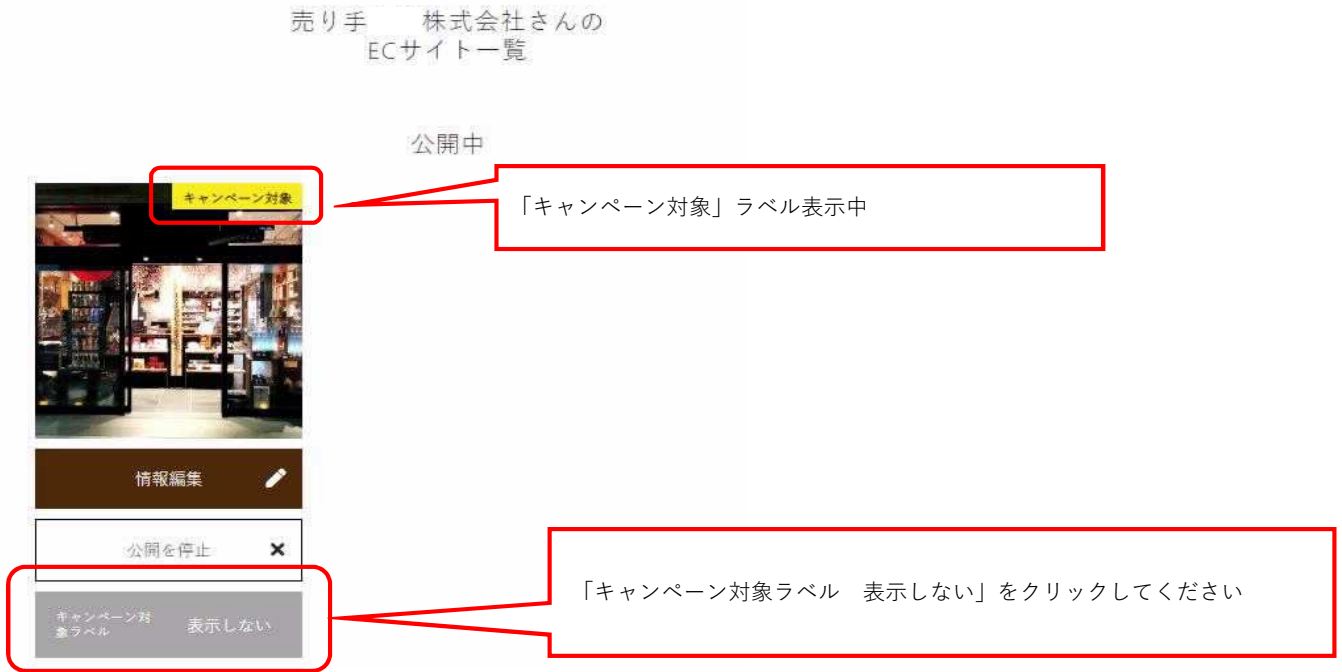 売り手　　株式会社さんの
ECサイト一覧
公開中
キャンペーン対象
「キャンペーン対象」ラベル表示中
情報編集
公開を停止
キャンペーン対
象ラベル
表示しない
「キャンペーン対象ラベル　表示しない」をクリックしてください